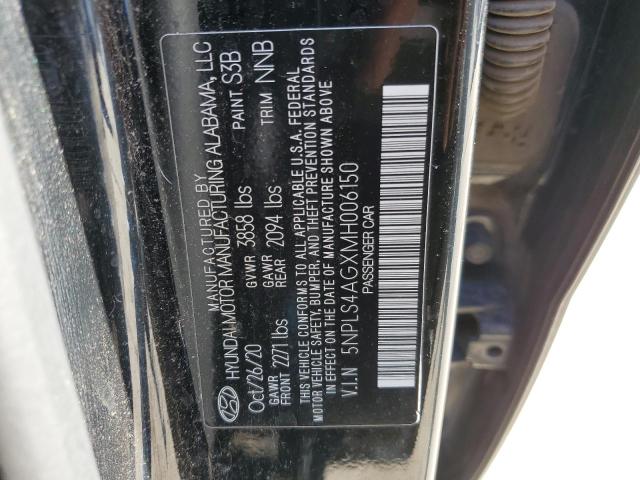 MANUFACTURED BY
HYUNDAI MOTOR MANUFACTURING ALABAMA, LLC
Oct/26/20 GVWR 3858 lbs PAINT S3B
GAWR FRONT 2271 lbs GAWR REAR 2094 lbs TRIM NNB
THIS VEHICLE CONFORMS TO ALL APPLICABLE U.S.A. FEDERAL
MOTOR VEHICLE SAFETY, BUMPER, AND THEFT PREVENTION STANDARDS
IN EFFECT ON THE DATE OF MANUFACTURE SHOWN ABOVE
V.I.N 5NPLS4AGXMH006150
PASSENGER CAR